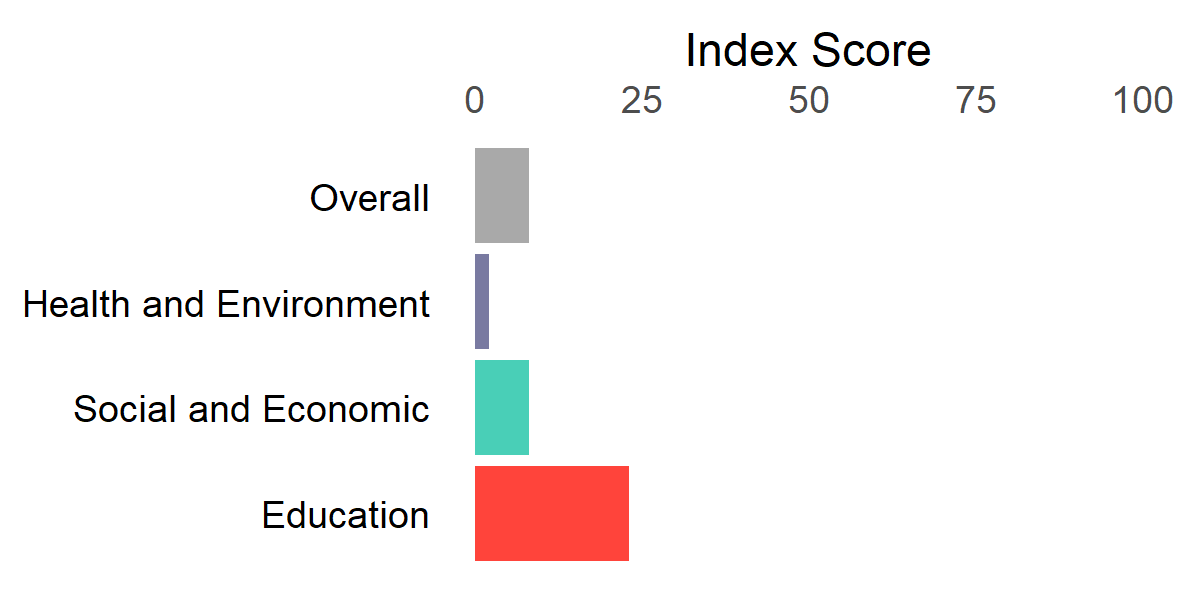 Index Score
0 25 50 75 100
Overall
Health and Environment
Social and Economic
Education